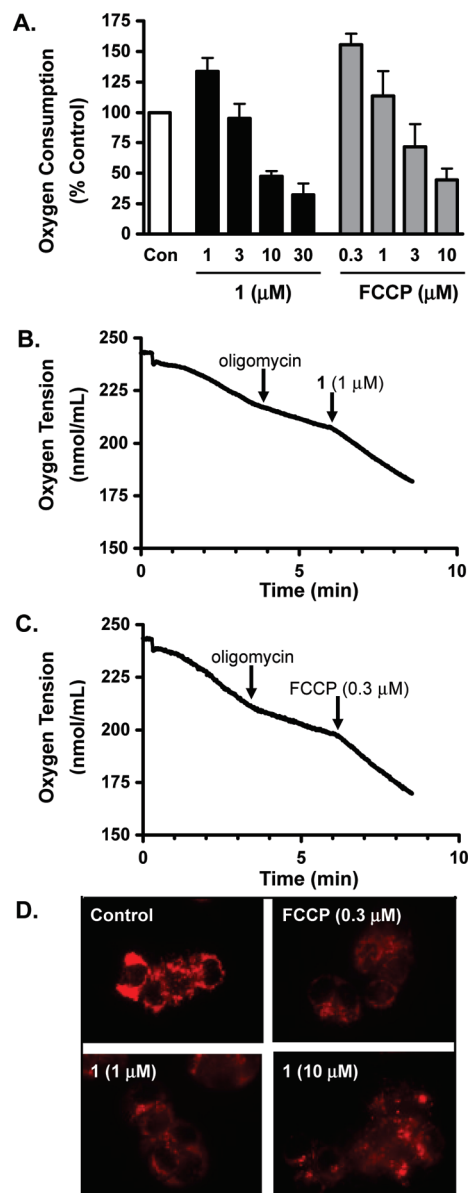 A.
Oxygen Consumption
(% Control)
175
150
125
100
75
50
25
0
Con 1 3 10 30 0.3 1 3 10
1 (µM) FCCP (µM)
B.
Oxygen Tension
(nmol/mL)
250
225
200
175
150
oligomycin
1 (1 µM)
0 5 10
Time (min)
C.
Oxygen Tension
(nmol/mL)
250
225
200
175
150
oligomycin
FCCP (0.3 µM)
0 5 10
Time (min)
D.
Control
FCCP (0.3 µM)
1 (1 µM)
1 (10 µM)